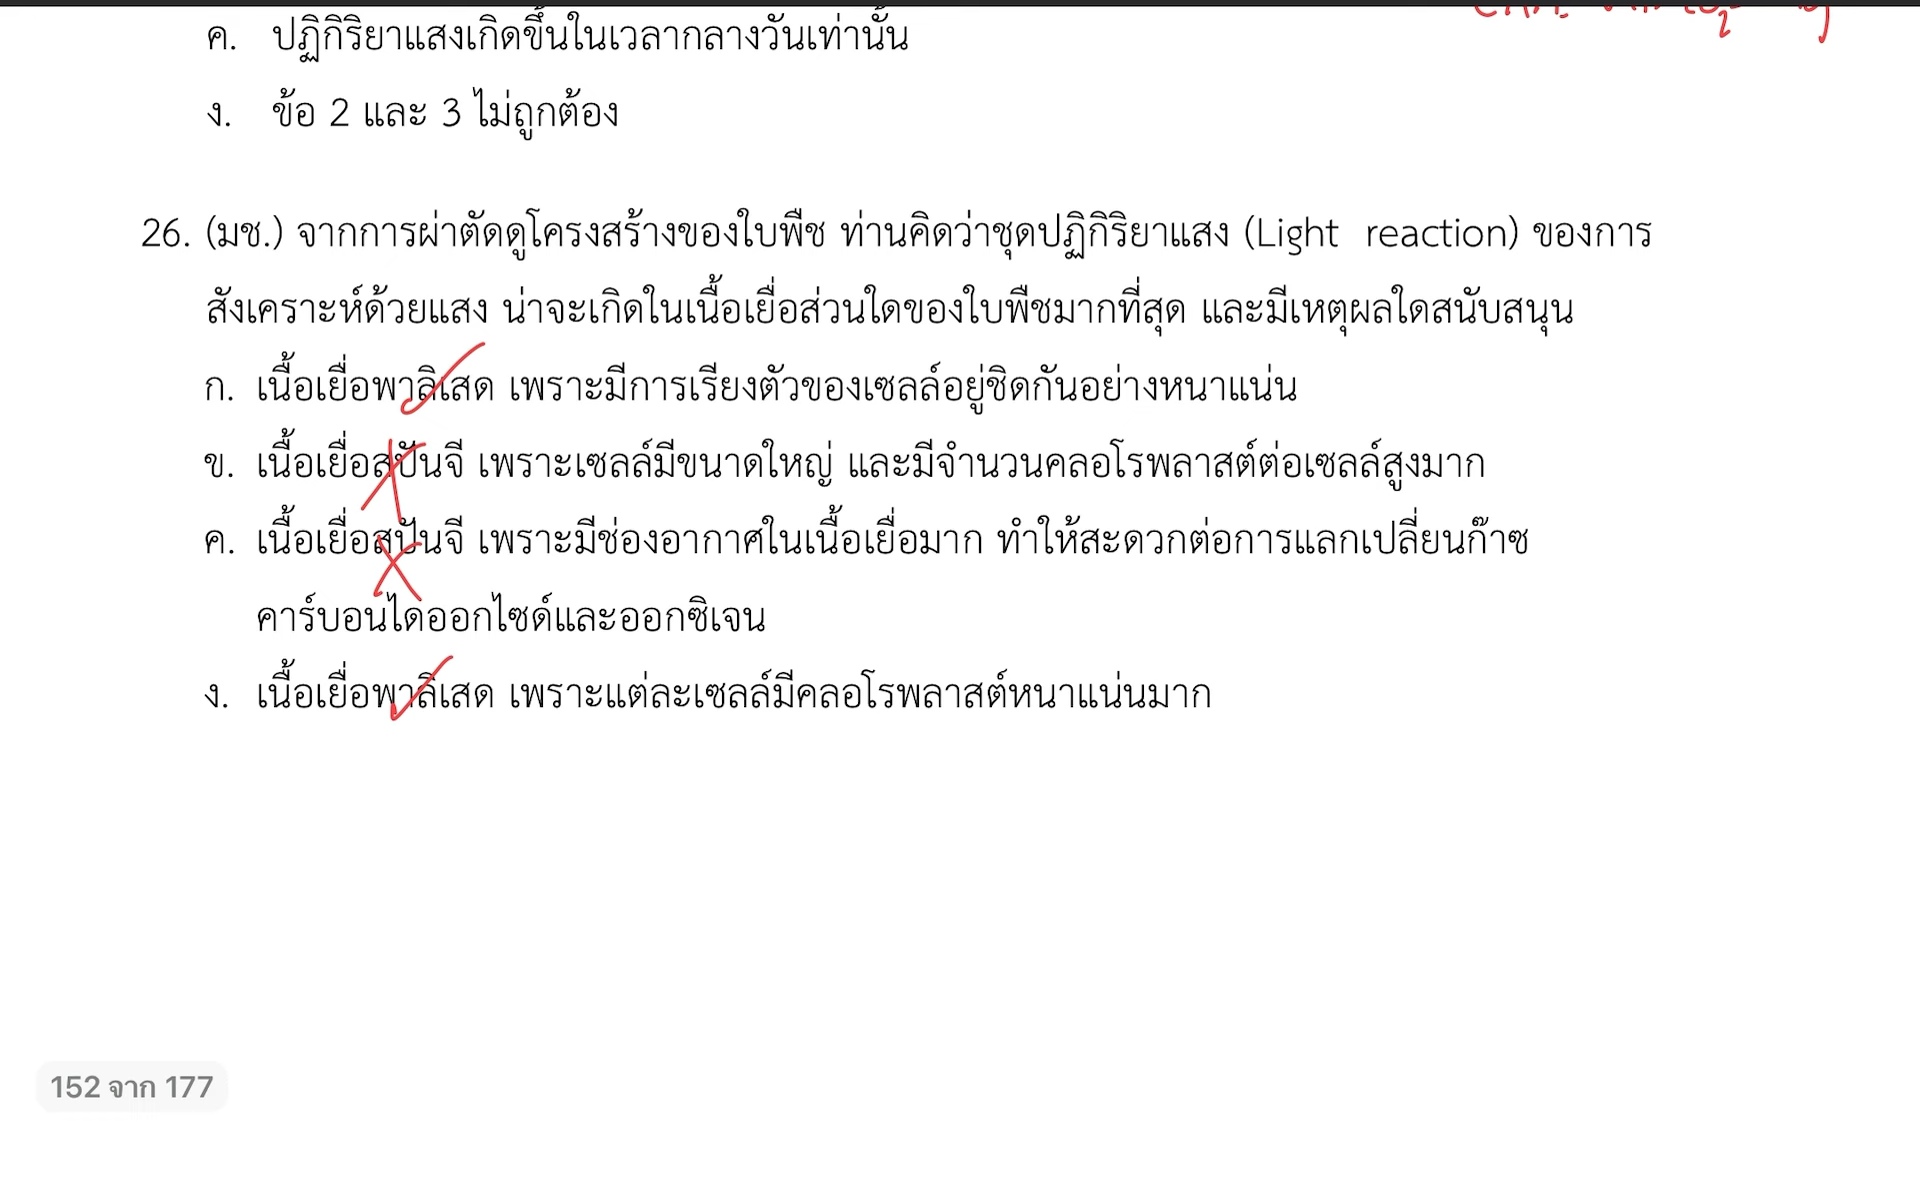 ค. ปฏิกิริยาแสงเกิดขึ้นในเวลากลางวันเท่านั้น
ง. ข้อ 2 และ 3 ไม่ถูกต้อง
26. (มช.) จากการผ่าตัดดูโครงสร้างของใบพืช ท่านคิดว่าชุดปฏิกิริยาแสง (Light reaction) ของการ
สังเคราะห์ด้วยแสง น่าจะเกิดในเนื้อเยื่อส่วนใดของใบพืชมากที่สุด และมีเหตุผลใดสนับสนุน
ก. เนื้อเยื่อพาลิเสด เพราะมีการเรียงตัวของเซลล์อยู่ชิดกันอย่างหนาแน่น
ข. เนื้อเยื่อสปันจี เพราะเซลล์มีขนาดใหญ่ และมีจำนวนคลอโรพลาสต์ต่อเซลล์สูงมาก
ค. เนื้อเยื่อสปันจี เพราะมีช่องอากาศในเนื้อเยื่อมาก ทำให้สะดวกต่อการแลกเปลี่ยนก๊าซ
คาร์บอนไดออกไซด์และออกซิเจน
ง. เนื้อเยื่อพาลิเสด เพราะแต่ละเซลล์มีคลอโรพลาสต์หนาแน่นมาก
152 จาก 177